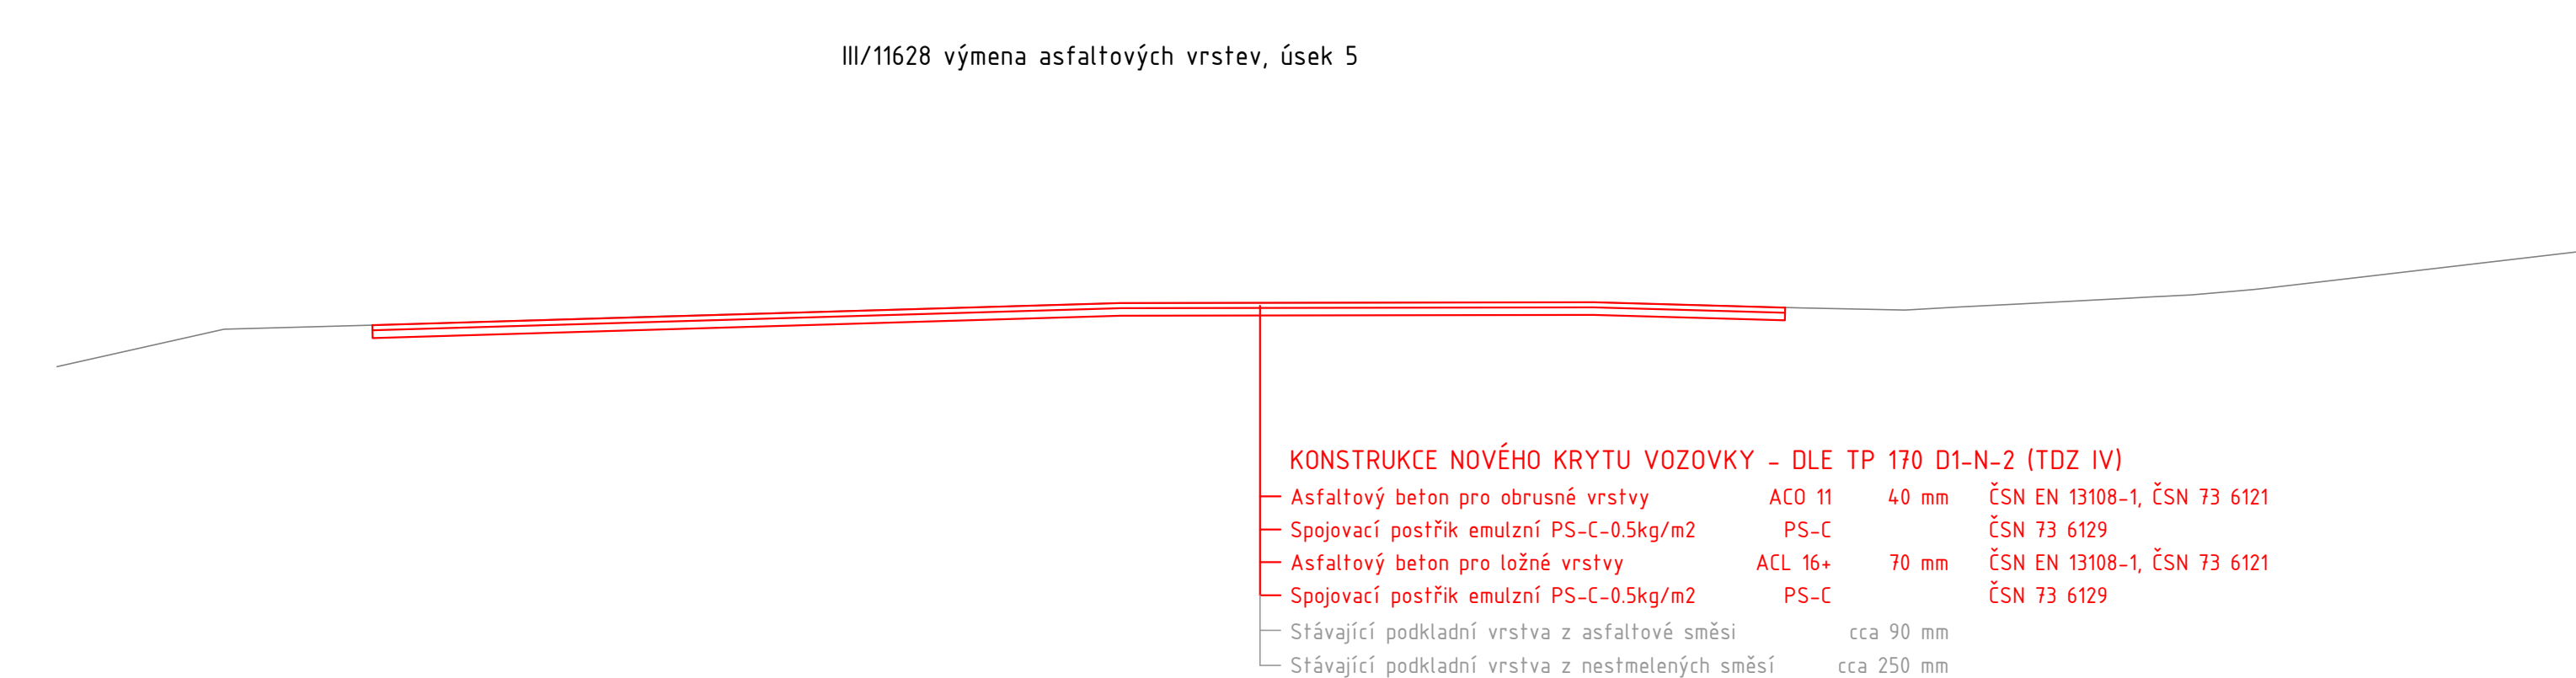 III/11628 výmena asfaltových vrstev, úsek 5
KONSTRUKCE NOVÉHO KRYTU VOZOVKY - DLE TP 170 D1-N-2 (TDZ IV)
Asfaltový beton pro obrusné vrstvy ACO 11 40 mm ČSN EN 13108-1, ČSN 73 6121
Spojovací postřik emulzní PS-C-0.5kg/m2 PS-C ČSN 73 6129
Asfaltový beton pro ložné vrstvy ACL 16+ 70 mm ČSN EN 13108-1, ČSN 73 6121
Spojovací postřik emulzní PS-C-0.5kg/m2 PS-C ČSN 73 6129
Stávající podkladní vrstva z asfaltové směsi cca 90 mm
Stávající podkladní vrstva z nestmelených směsí cca 250 mm